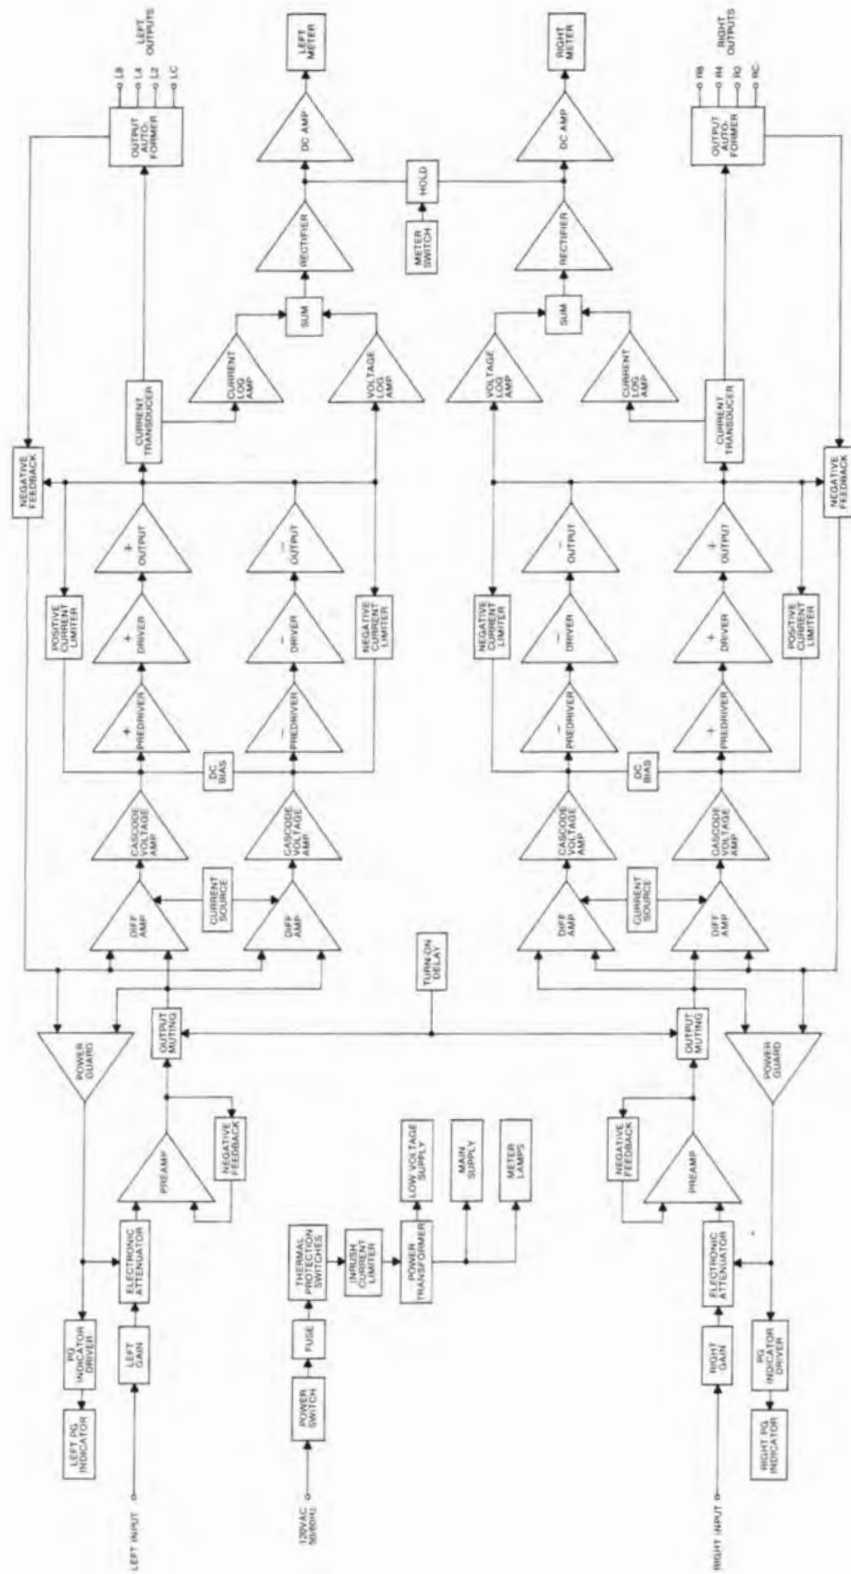 LEFT INPUT
LEFT PG
INDICATOR
PG
INDICATOR
DRIVER
LEFT
GAIN
ELECTRONIC
ATTENUATOR
PREAMP
NEGATIVE
FEEDBACK
POWER
GUARD
OUTPUT
MUTING
DIFF
AMP
CURRENT
SOURCE
DIFF
AMP
CASCODE
VOLTAGE
AMP
CASCODE
VOLTAGE
AMP
DC
BIAS
POSITIVE
CURRENT
LIMITER
+
PREDRIVER
+
DRIVER
+
OUTPUT
−
PREDRIVER
−
DRIVER
−
OUTPUT
NEGATIVE
CURRENT
LIMITER
NEGATIVE
FEEDBACK
CURRENT
TRANSDUCER
CURRENT
LOG
AMP
VOLTAGE
LOG
AMP
SUM
RECTIFIER
DC AMP
LEFT
METER
OUTPUT
AUTO-
FORMER
L8
L4
L2
LC
LEFT
OUTPUTS
120VAC
50/60Hz
POWER
SWITCH
FUSE
THERMAL
PROTECTION
SWITCHES
INRUSH
CURRENT
LIMITER
POWER
TRANSFORMER
LOW VOLTAGE
SUPPLY
MAIN
SUPPLY
METER
LAMPS
TURN-ON
DELAY
METER
SWITCH
HOLD
RIGHT INPUT
RIGHT
GAIN
ELECTRONIC
ATTENUATOR
RIGHT PG
INDICATOR
PG
INDICATOR
DRIVER
NEGATIVE
FEEDBACK
PREAMP
OUTPUT
MUTING
POWER
GUARD
DIFF
AMP
CURRENT
SOURCE
DIFF
AMP
CASCODE
VOLTAGE
AMP
CASCODE
VOLTAGE
AMP
DC
BIAS
NEGATIVE
CURRENT
LIMITER
−
PREDRIVER
−
DRIVER
−
OUTPUT
+
PREDRIVER
+
DRIVER
+
OUTPUT
POSITIVE
CURRENT
LIMITER
NEGATIVE
FEEDBACK
CURRENT
TRANSDUCER
VOLTAGE
LOG
AMP
CURRENT
LOG
AMP
SUM
RECTIFIER
DC AMP
RIGHT
METER
OUTPUT
AUTO-
FORMER
R8
R4
R2
RC
RIGHT
OUTPUTS